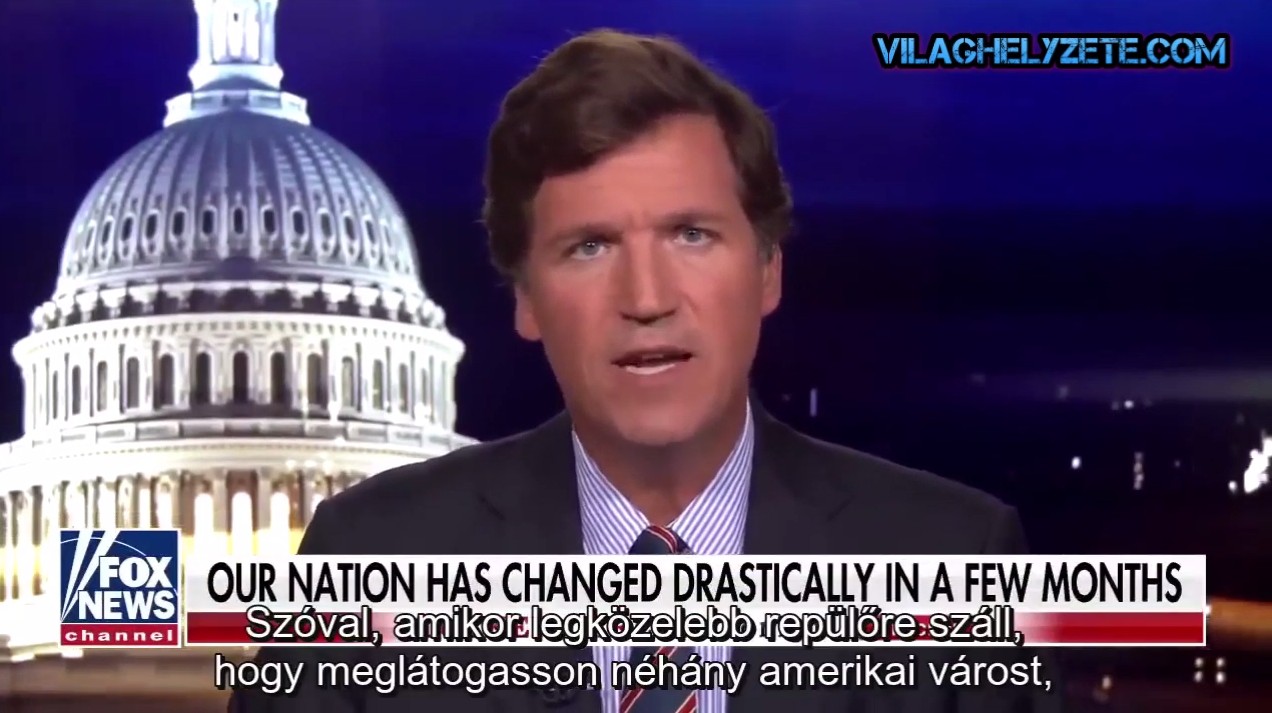 VILAGHELYZETE.COM
FOX
NEWS
channel
OUR NATION HAS CHANGED DRASTICALLY IN A FEW MONTHS
Szóval, amikor legközelebb repülőre száll,
hogy meglátogasson néhány amerikai várost,